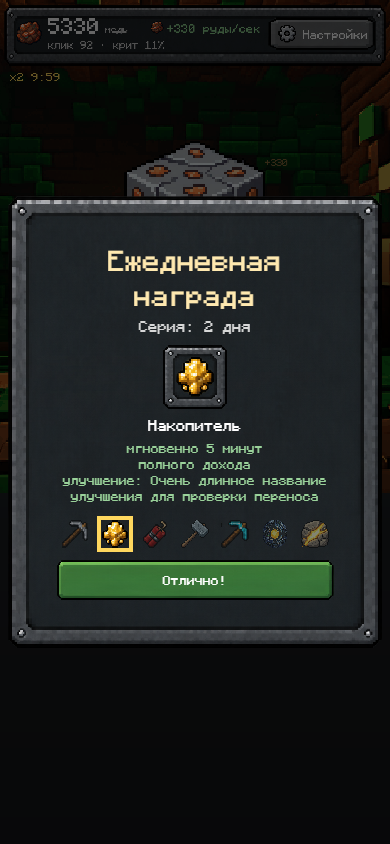 5330 медь
+330 руды/сек
Настройки
клик 92 · крит 11%
x2 9:59
+330
Ежедневная
награда
Серия: 2 дня
Накопитель
мгновенно 5 минут
полного дохода
улучшение: Очень длинное название
улучшения для проверки переноса
Отлично!